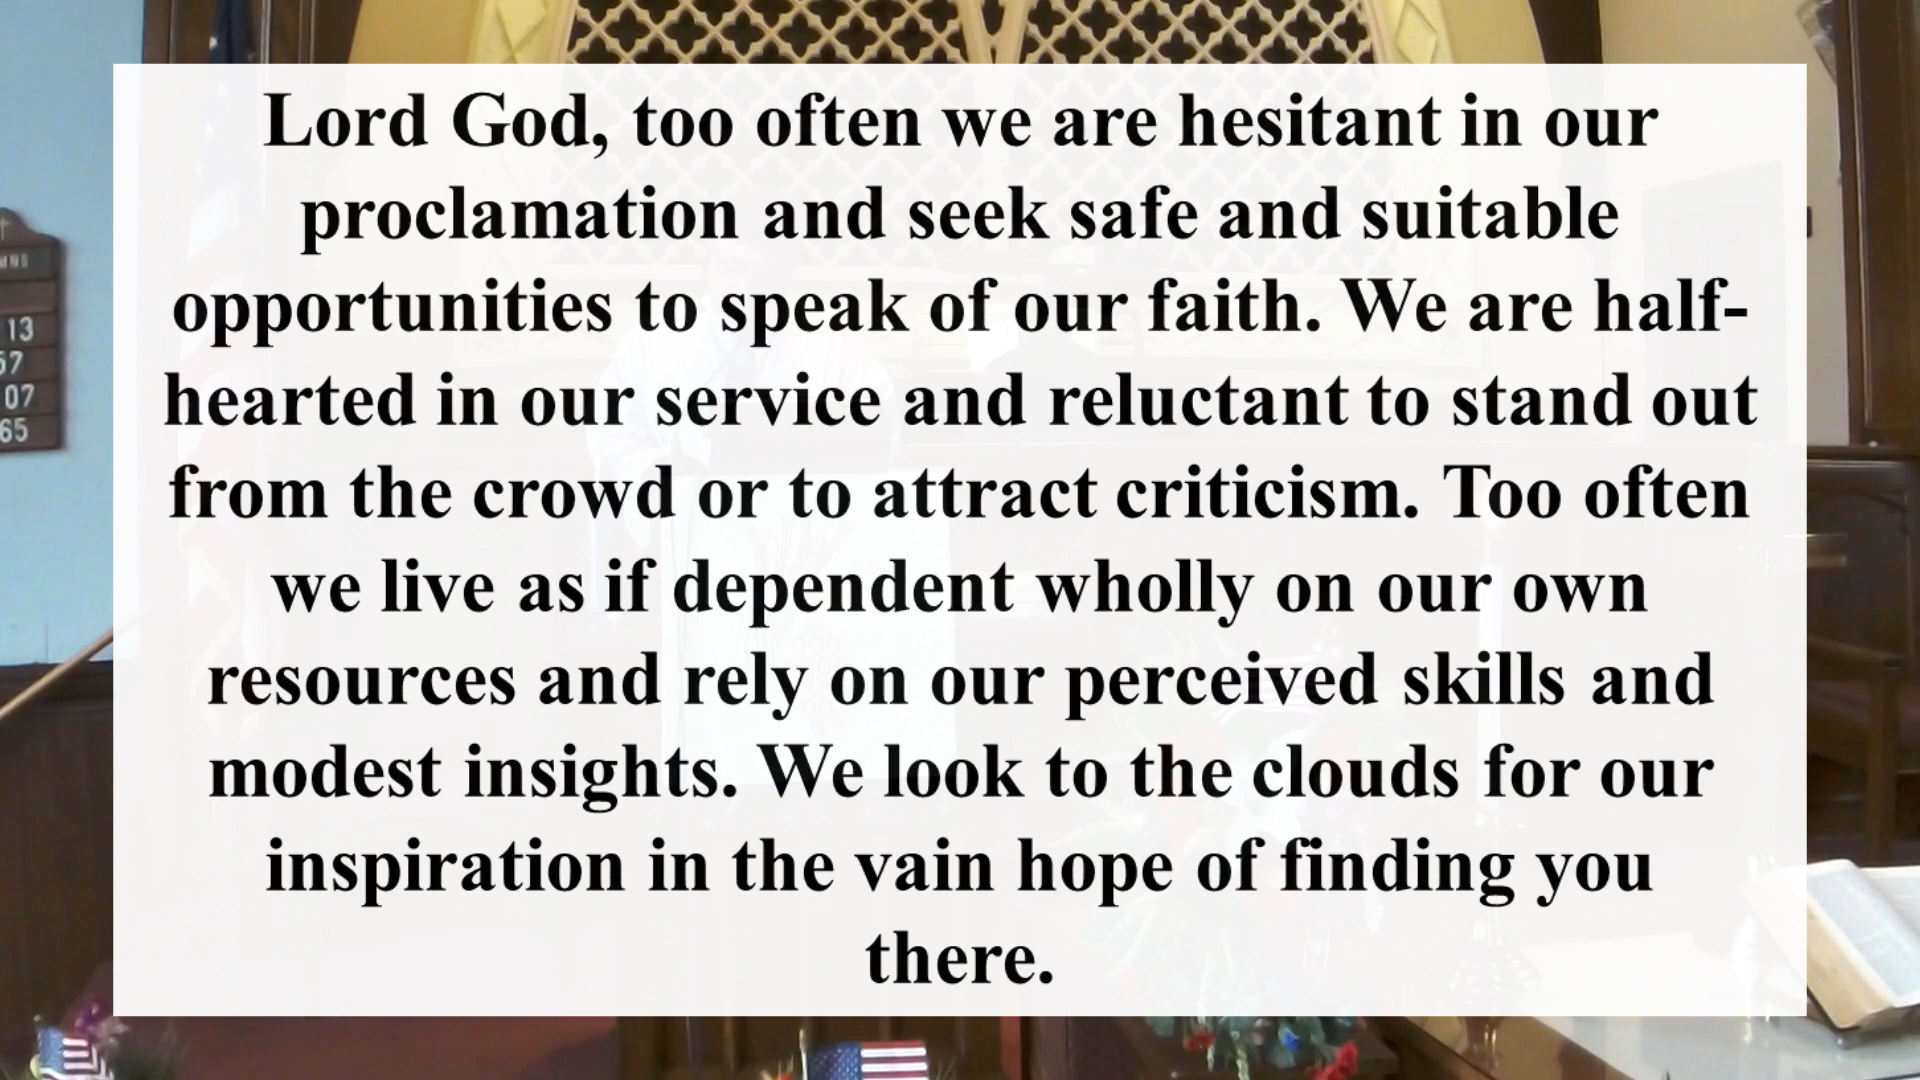 Lord God, too often we are hesitant in our
proclamation and seek safe and suitable
opportunities to speak of our faith. We are half-
hearted in our service and reluctant to stand out
from the crowd or to attract criticism. Too often
we live as if dependent wholly on our own
resources and rely on our perceived skills and
modest insights. We look to the clouds for our
inspiration in the vain hope of finding you
there.
13
57
07
65